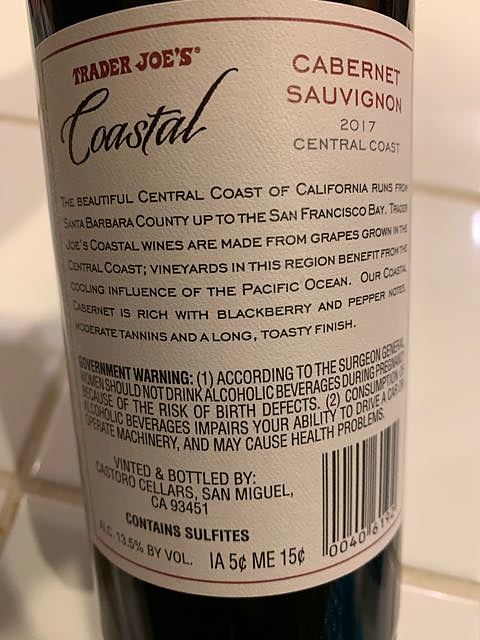 TRADER JOE'S®
Coastal
CABERNET
SAUVIGNON
2017
CENTRAL COAST
THE BEAUTIFUL CENTRAL COAST OF CALIFORNIA RUNS FROM
SANTA BARBARA COUNTY UP TO THE SAN FRANCISCO BAY. TRADER
JOE'S COASTAL WINES ARE MADE FROM GRAPES GROWN IN THE
CENTRAL COAST; VINEYARDS IN THIS REGION BENEFIT FROM THE
COOLING INFLUENCE OF THE PACIFIC OCEAN. OUR COASTAL
CABERNET IS RICH WITH BLACKBERRY AND PEPPER NOTES,
MODERATE TANNINS AND A LONG, TOASTY FINISH.
GOVERNMENT WARNING: (1) ACCORDING TO THE SURGEON GENERAL,
WOMEN SHOULD NOT DRINK ALCOHOLIC BEVERAGES DURING PREGNANCY
BECAUSE OF THE RISK OF BIRTH DEFECTS. (2) CONSUMPTION OF
ALCOHOLIC BEVERAGES IMPAIRS YOUR ABILITY TO DRIVE A CAR OR
OPERATE MACHINERY, AND MAY CAUSE HEALTH PROBLEMS.
VINTED & BOTTLED BY:
CASTORO CELLARS, SAN MIGUEL,
CA 93451
CONTAINS SULFITES
ALC. 13.5% BY VOL. IA 5¢ ME 15¢